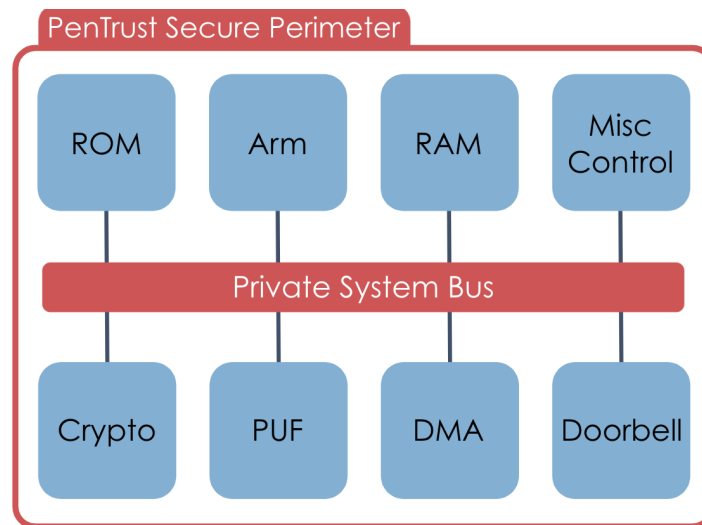 PenTrust Secure Perimeter
ROM
Arm
RAM
Misc
Control
Private System Bus
Crypto
PUF
DMA
Doorbell